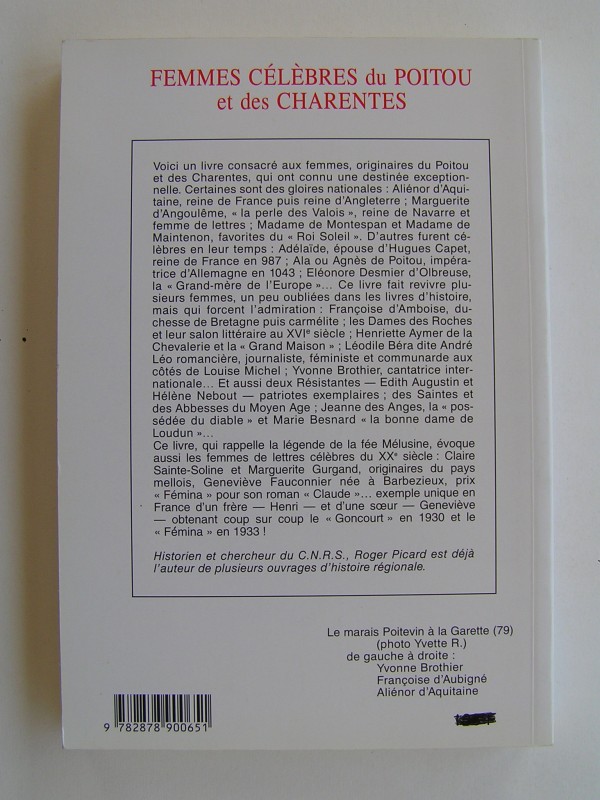 FEMMES CÉLÈBRES du POITOU
et des CHARENTES
Voici un livre consacré aux femmes, originaires du Poitou
et des Charentes, qui ont connu une destinée exception-
nelle. Certaines sont des gloires nationales : Aliénor d'Aqui-
taine, reine de France puis reine d'Angleterre ; Marguerite
d'Angoulême, « la perle des Valois », reine de Navarre et
femme de lettres ; Madame de Montespan et Madame de
Maintenon, favorites du « Roi Soleil ». D'autres furent cé-
lèbres en leur temps : Adélaïde, épouse d'Hugues Capet,
reine de France en 987 ; Ala ou Agnès de Poitou, impéra-
trice d'Allemagne en 1043 ; Eléonore Desmier d'Olbreuse,
la « Grand-mère de l'Europe »... Ce livre fait revivre plu-
sieurs femmes, un peu oubliées dans les livres d'histoire,
mais qui forcent l'admiration : Françoise d'Amboise, du-
chesse de Bretagne puis carmélite ; les Dames des Roches
et leur salon littéraire au XVIe siècle ; Henriette Aymer de la
Chevalerie et la « Grand Maison » ; Léodile Béra dite André
Léo romancière, journaliste, féministe et communarde aux
côtés de Louise Michel ; Yvonne Brothier, cantatrice inter-
nationale... Et aussi deux Résistantes — Edith Augustin et
Hélène Nebout — patriotes exemplaires ; des Saintes et
des Abbesses du Moyen Age ; Jeanne des Anges, la « pos-
sédée du diable » et Marie Besnard « la bonne dame de
Loudun »...
Ce livre, qui rappelle la légende de la fée Mélusine, évoque
aussi les femmes de lettres célèbres du XXe siècle : Claire
Sainte-Soline et Marguerite Gurgand, originaires du pays
mellois, Geneviève Fauconnier née à Barbezieux, prix
« Fémina » pour son roman « Claude »... exemple unique en
France d'un frère — Henri — et d'une sœur — Geneviève
— obtenant coup sur coup le « Goncourt » en 1930 et le
« Fémina » en 1933 !
Historien et chercheur du C.N.R.S., Roger Picard est déjà
l'auteur de plusieurs ouvrages d'histoire régionale.
Le marais Poitevin à la Garette (79)
(photo Yvette R.)
de gauche à droite :
Yvonne Brothier
Françoise d'Aubigné
Aliénor d'Aquitaine
9 782878 900651